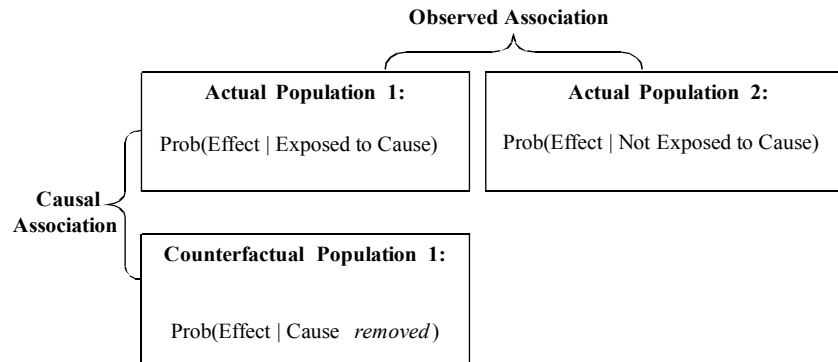 Observed Association
Actual Population 1:
Prob(Effect | Exposed to Cause)
Actual Population 2:
Prob(Effect | Not Exposed to Cause)
Causal
Association
Counterfactual Population 1:
Prob(Effect | Cause removed)